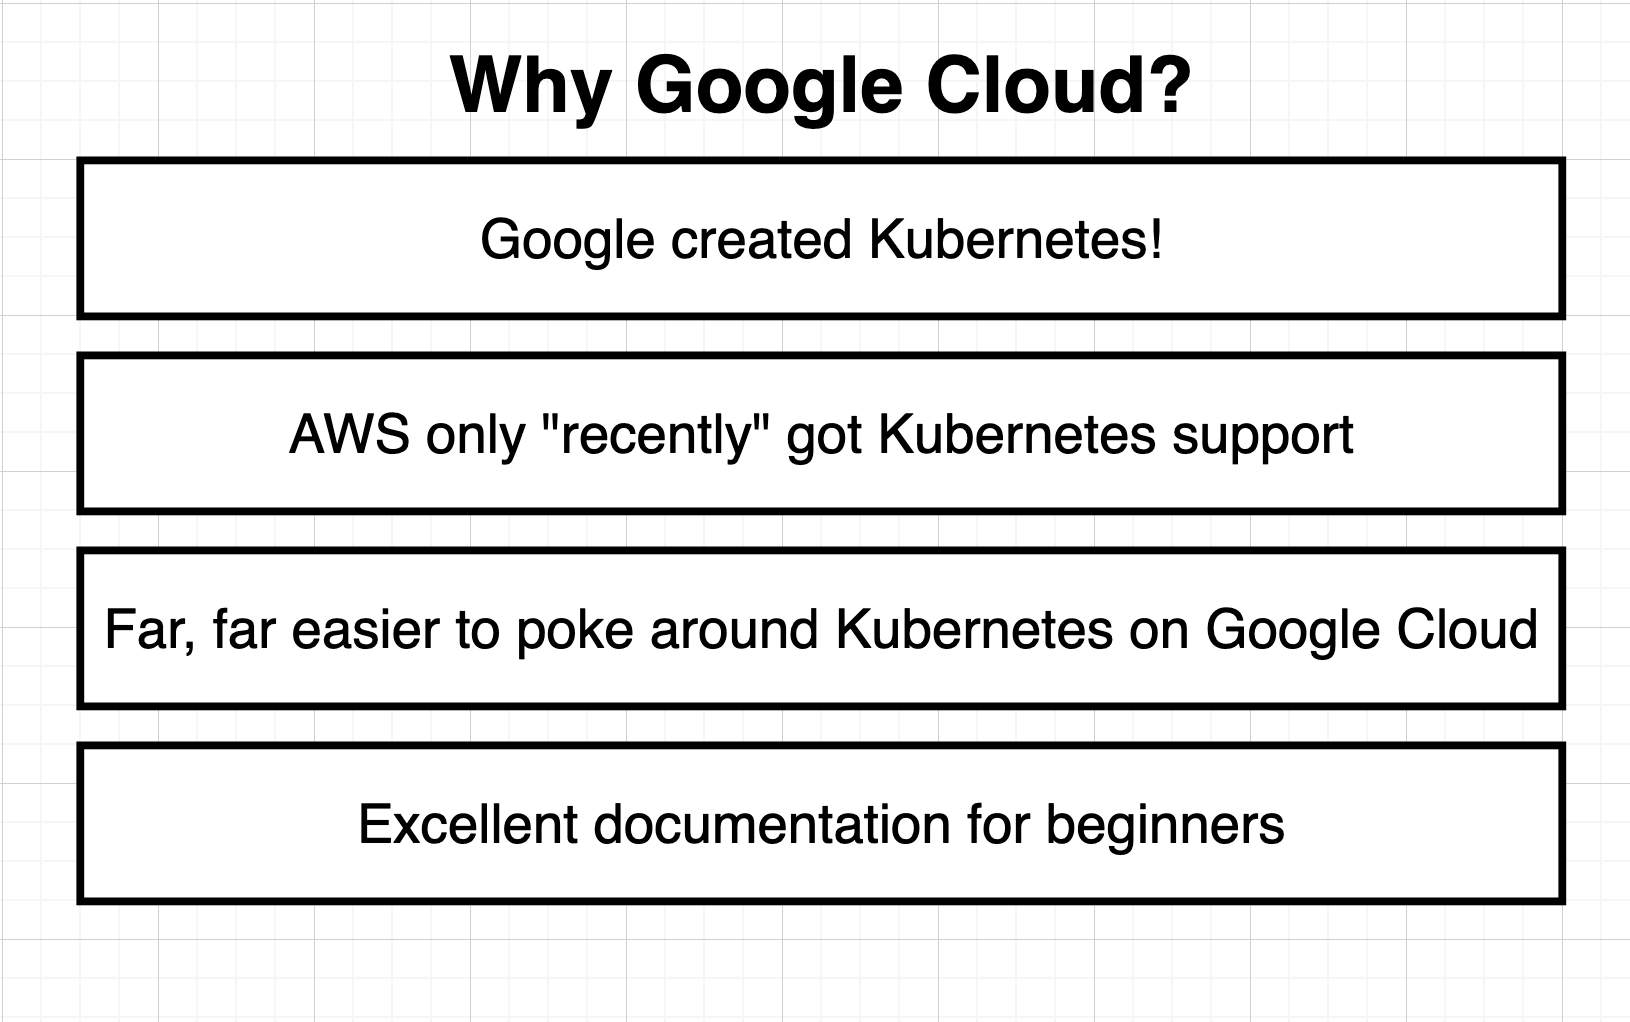 Why Google Cloud?
Google created Kubernetes!
AWS only "recently" got Kubernetes support
Far, far easier to poke around Kubernetes on Google Cloud
Excellent documentation for beginners